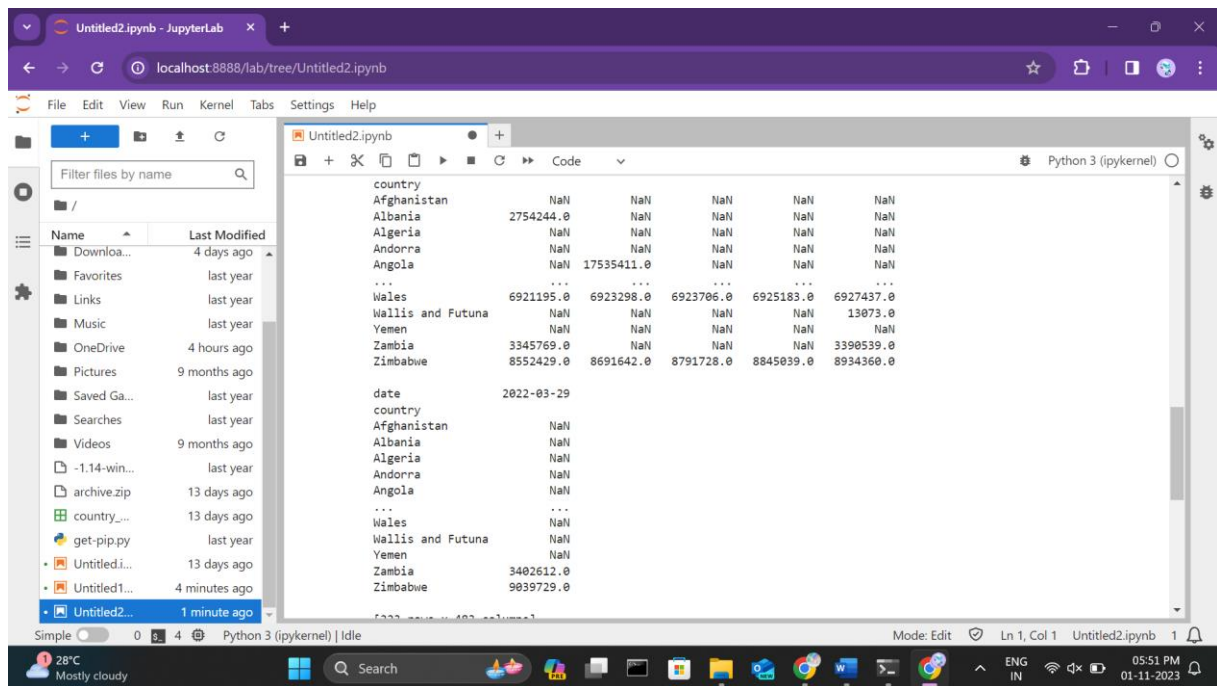 Untitled2.ipynb - JupyterLab
localhost:8888/lab/tree/Untitled2.ipynb
File Edit View Run Kernel Tabs Settings Help
Filter files by name
/
Name Last Modified
Downloa... 4 days ago
Favorites last year
Links last year
Music last year
OneDrive 4 hours ago
Pictures 9 months ago
Saved Ga... last year
Searches last year
Videos 9 months ago
-1.14-win... last year
archive.zip 13 days ago
country_... 13 days ago
get-pip.py last year
Untitled.i... 13 days ago
Untitled1... 4 minutes ago
Untitled2... 1 minute ago
Untitled2.ipynb
Code
Python 3 (ipykernel)
country
Afghanistan NaN NaN NaN NaN NaN
Albania 2754244.0 NaN NaN NaN NaN
Algeria NaN NaN NaN NaN NaN
Andorra NaN NaN NaN NaN NaN
Angola NaN 17535411.0 NaN NaN NaN
... ... ... ... ... ...
Wales 6921195.0 6923298.0 6923706.0 6925183.0 6927437.0
Wallis and Futuna NaN NaN NaN NaN 13073.0
Yemen NaN NaN NaN NaN NaN
Zambia 3345769.0 NaN NaN NaN 3390539.0
Zimbabwe 8552429.0 8691642.0 8791728.0 8845039.0 8934360.0
date 2022-03-29
country
Afghanistan NaN
Albania NaN
Algeria NaN
Andorra NaN
Angola NaN
... ...
Wales NaN
Wallis and Futuna NaN
Yemen NaN
Zambia 3402612.0
Zimbabwe 9039729.0
Simple 0 4 Python 3 (ipykernel) | Idle Mode: Edit Ln 1, Col 1 Untitled2.ipynb 1
1 28°C
Mostly cloudy
Search
PRE
ENG
IN
05:51 PM
01-11-2023